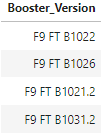 Booster_Version
F9 FT B1022
F9 FT B1026
F9 FT B1021.2
F9 FT B1031.2